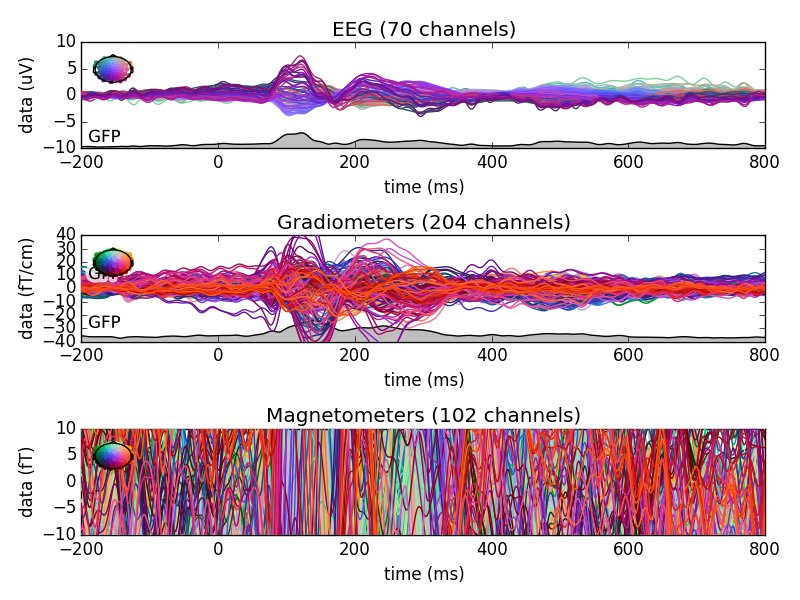 EEG (70 channels)
data (uV)
10
5
0
−5
−10
GFP
−200 0 200 400 600 800
time (ms)
Gradiometers (204 channels)
data (fT/cm)
40
30
20
10
0
−10
−20
−30
−40
GFP
GFP
−200 0 200 400 600 800
time (ms)
Magnetometers (102 channels)
data (fT)
10
5
0
−5
−10
−200 0 200 400 600 800
time (ms)